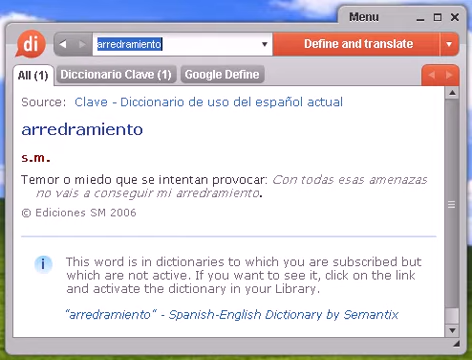 Menu
di
arredramiento
Define and translate
All (1)
Diccionario Clave (1)
Google Define
Source: Clave - Diccionario de uso del español actual
arredramiento
s.m.
Temor o miedo que se intentan provocar: Con todas esas amenazas
no vais a conseguir mi arredramiento.
© Ediciones SM 2006
i
This word is in dictionaries to which you are subscribed but
which are not active. If you want to see it, click on the link
and activate the dictionary in your Library.
"arredramiento" - Spanish-English Dictionary by Semantix